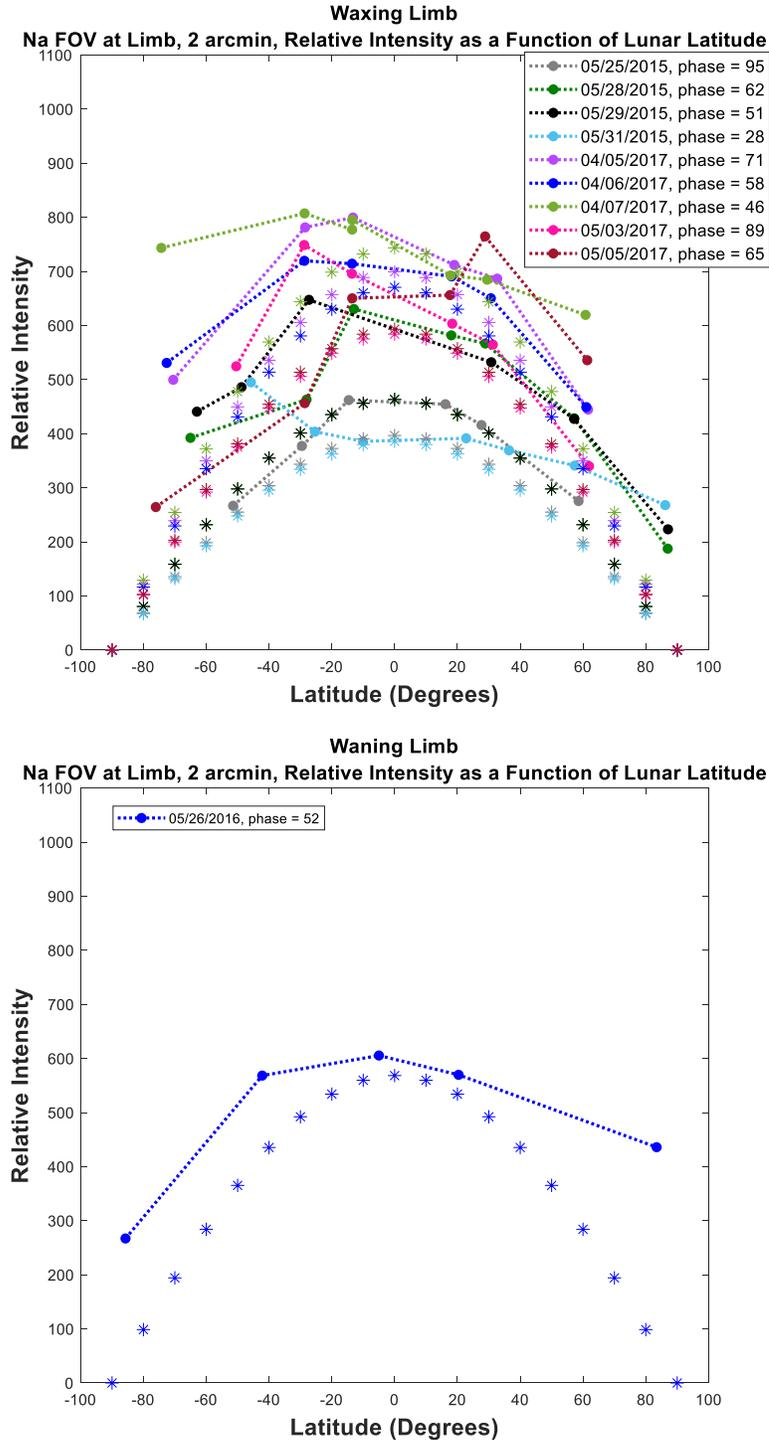 Waxing Limb
Na FOV at Limb, 2 arcmin, Relative Intensity as a Function of Lunar Latitude
1100
1000
900
800
700
600
500
400
300
200
100
0
Relative Intensity
05/25/2015, phase = 95
05/28/2015, phase = 62
05/29/2015, phase = 51
05/31/2015, phase = 28
04/05/2017, phase = 71
04/06/2017, phase = 58
04/07/2017, phase = 46
05/03/2017, phase = 89
05/05/2017, phase = 65
-100 -80 -60 -40 -20 0 20 40 60 80 100
Latitude (Degrees)
Waning Limb
Na FOV at Limb, 2 arcmin, Relative Intensity as a Function of Lunar Latitude
1100
1000
900
800
700
600
500
400
300
200
100
0
Relative Intensity
05/26/2016, phase = 52
-100 -80 -60 -40 -20 0 20 40 60 80 100
Latitude (Degrees)